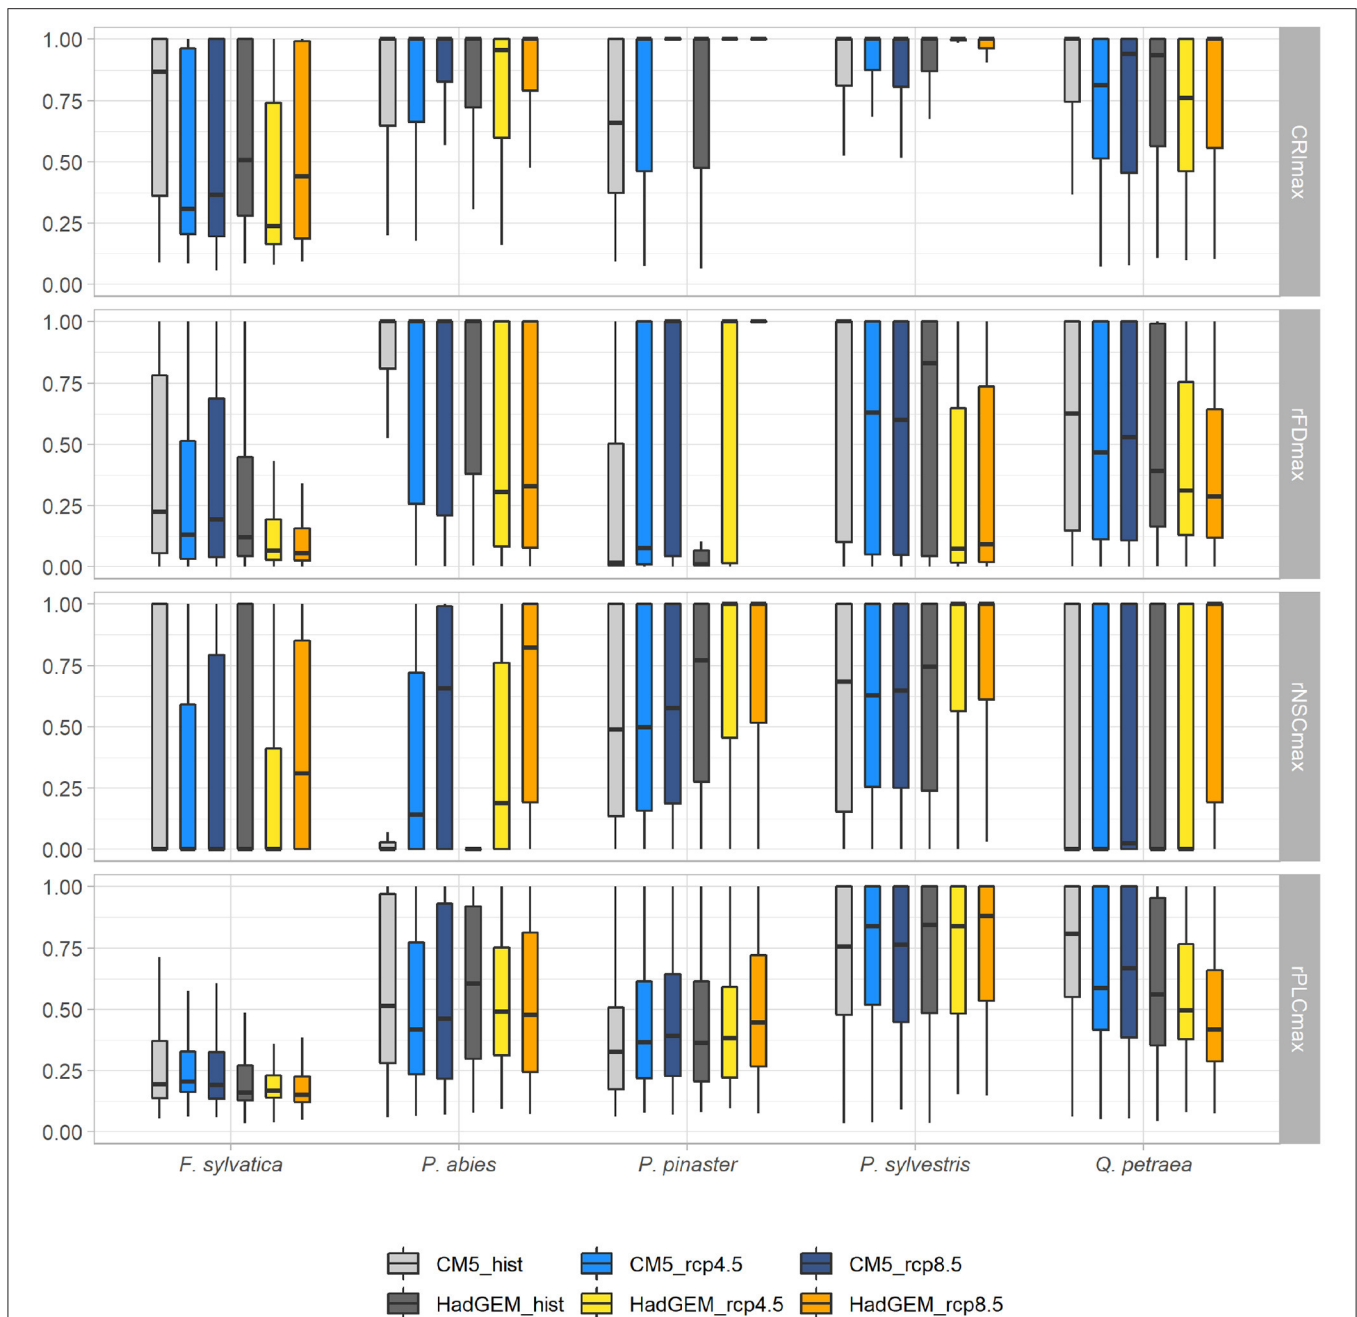 1.00
0.75
0.50
0.25
0.00
CRImax
1.00
0.75
0.50
0.25
0.00
rFDmax
1.00
0.75
0.50
0.25
0.00
rNSCmax
1.00
0.75
0.50
0.25
0.00
rPLCmax
F. sylvatica P. abies P. pinaster P. sylvestris Q. petraea
CM5_hist CM5_rcp4.5 CM5_rcp8.5
HadGEM_hist HadGEM_rcp4.5 HadGEM_rcp8.5